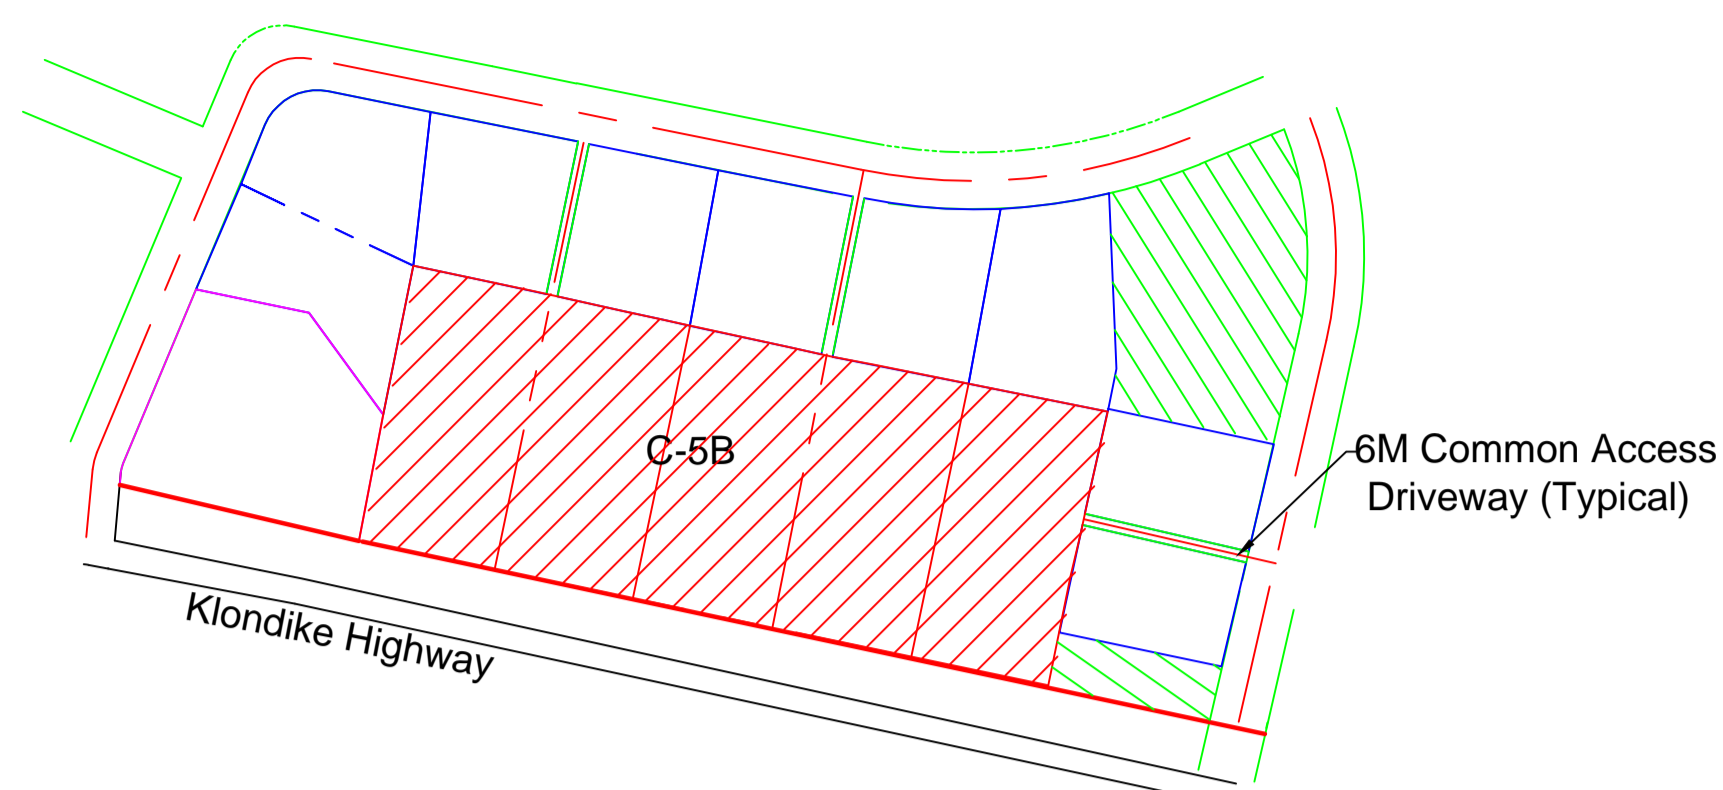 C-5B
6M Common Access
Driveway (Typical)
Klondike Highway